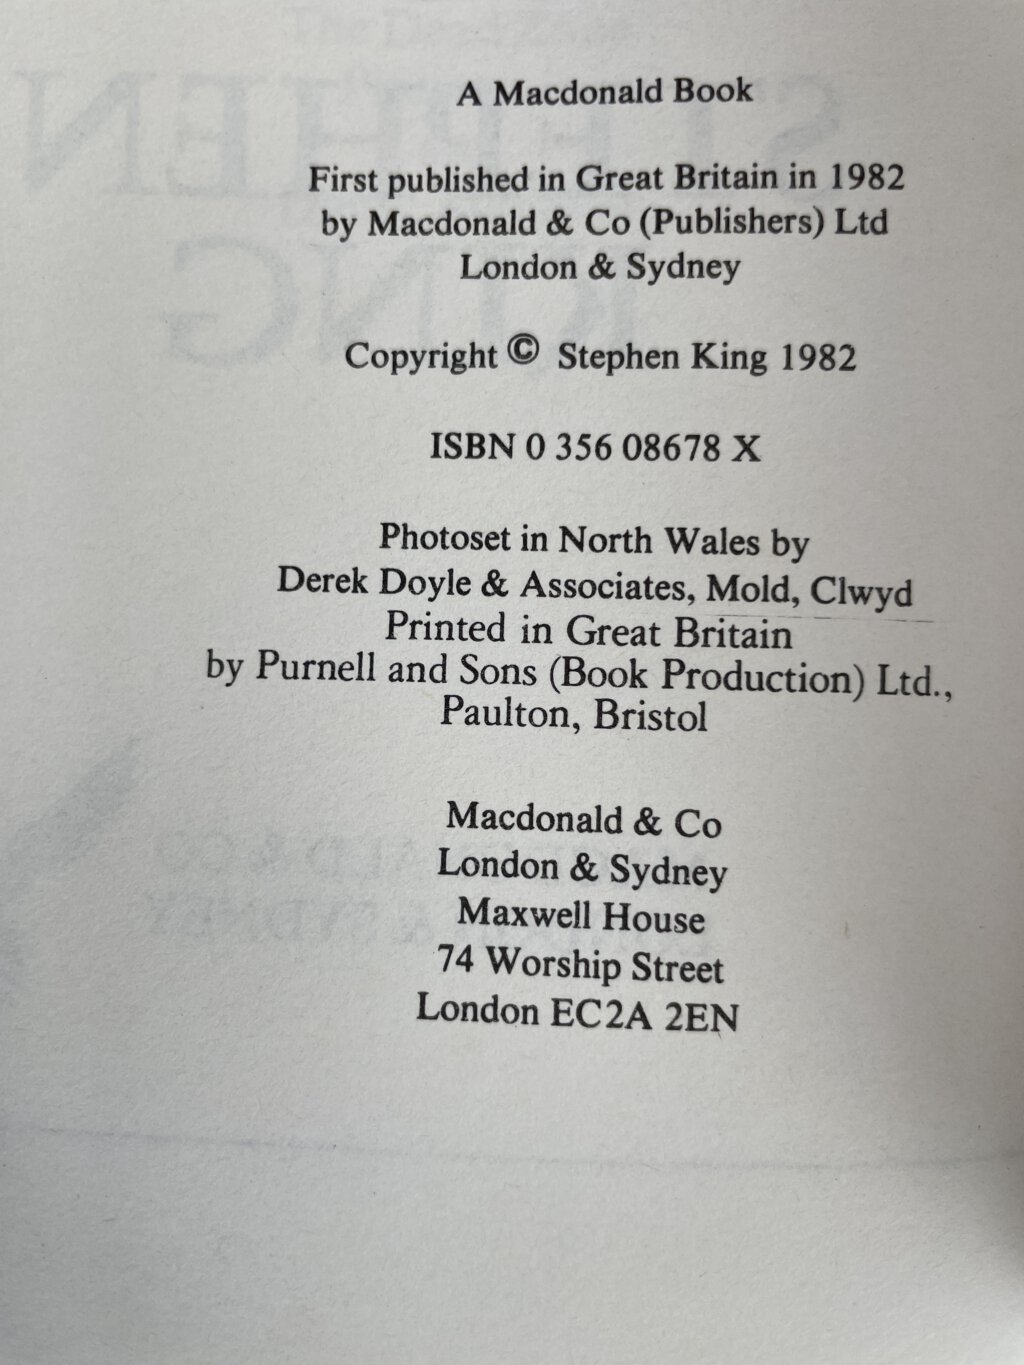 A Macdonald Book
First published in Great Britain in 1982
by Macdonald & Co (Publishers) Ltd
London & Sydney
Copyright © Stephen King 1982
ISBN 0 356 08678 X
Photoset in North Wales by
Derek Doyle & Associates, Mold, Clwyd
Printed in Great Britain
by Purnell and Sons (Book Production) Ltd.,
Paulton, Bristol
Macdonald & Co
London & Sydney
Maxwell House
74 Worship Street
London EC2A 2EN